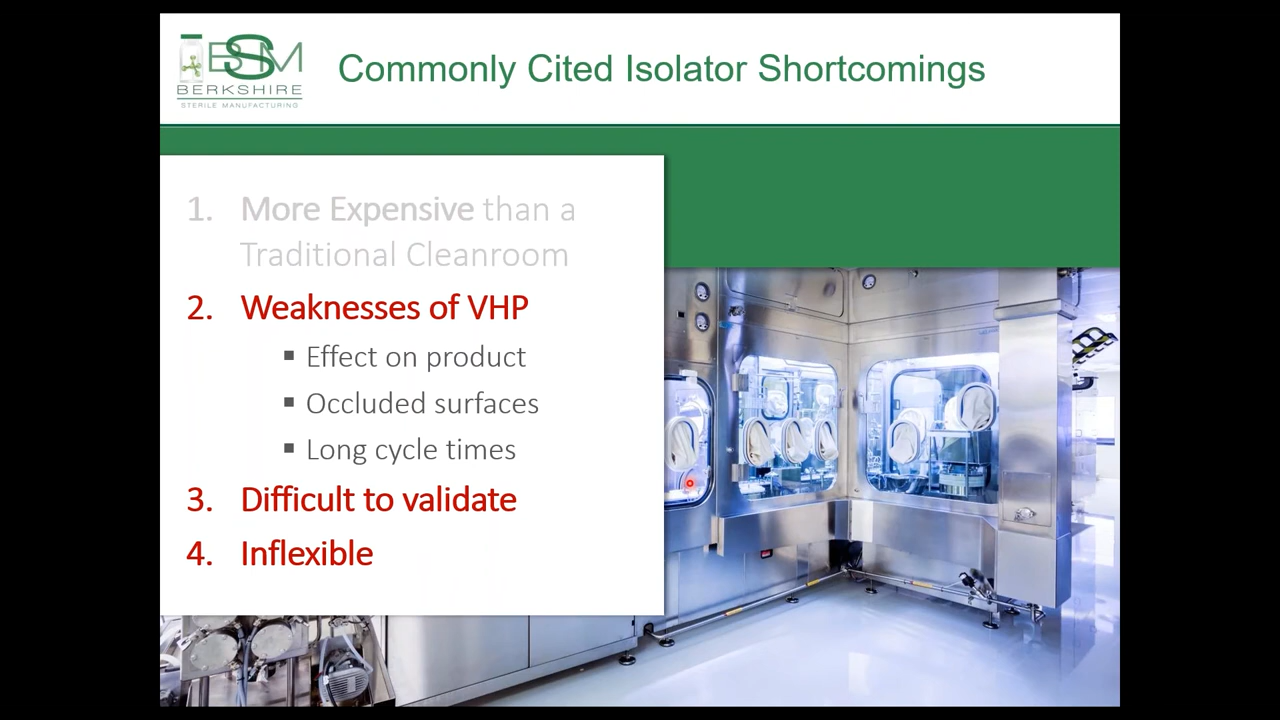 BSM
BERKSHIRE
STERILE MANUFACTURING
Commonly Cited Isolator Shortcomings
1. More Expensive than a
Traditional Cleanroom
2. Weaknesses of VHP
▪ Effect on product
▪ Occluded surfaces
▪ Long cycle times
3. Difficult to validate
4. Inflexible